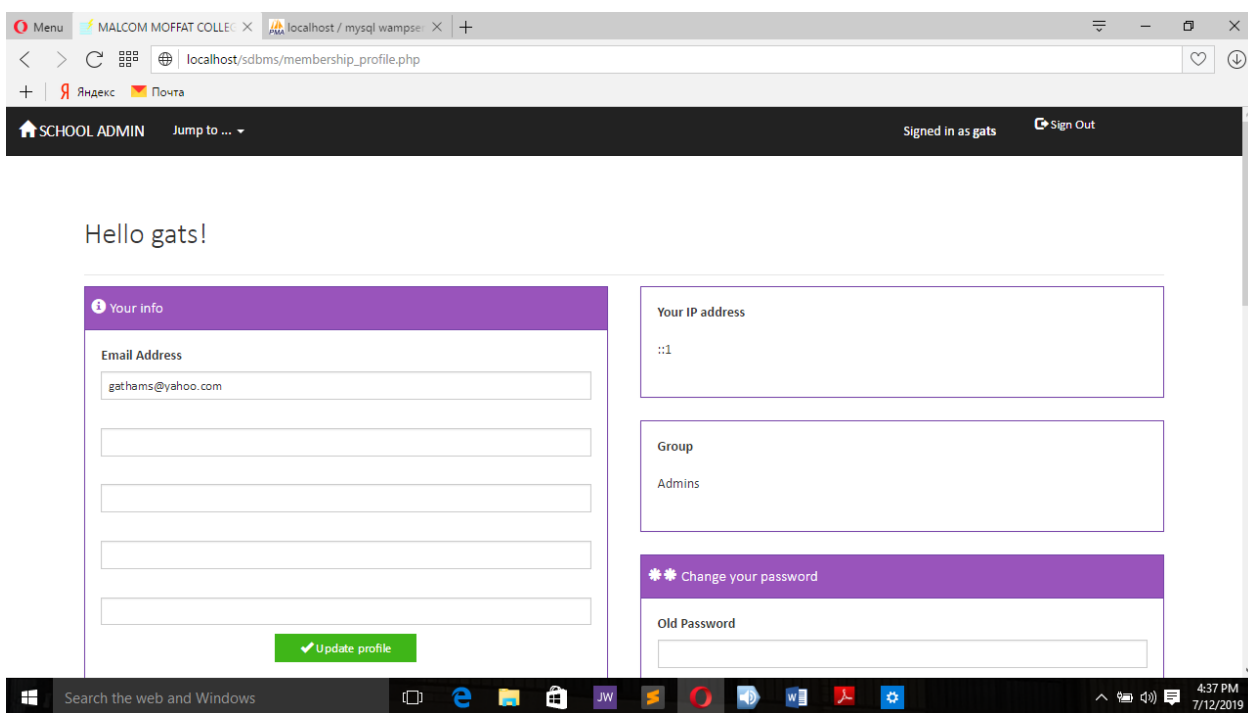 Menu
MALCOM MOFFAT COLLEG
localhost / mysql wampser
localhost/sdbms/membership_profile.php
Яндекс
Почта
SCHOOL ADMIN
Jump to ...
Signed in as gats
Sign Out
Hello gats!
Your info
Email Address
gathams@yahoo.com
Update profile
Your IP address
::1
Group
Admins
Change your password
Old Password
Search the web and Windows
JW
4:37 PM
7/12/2019